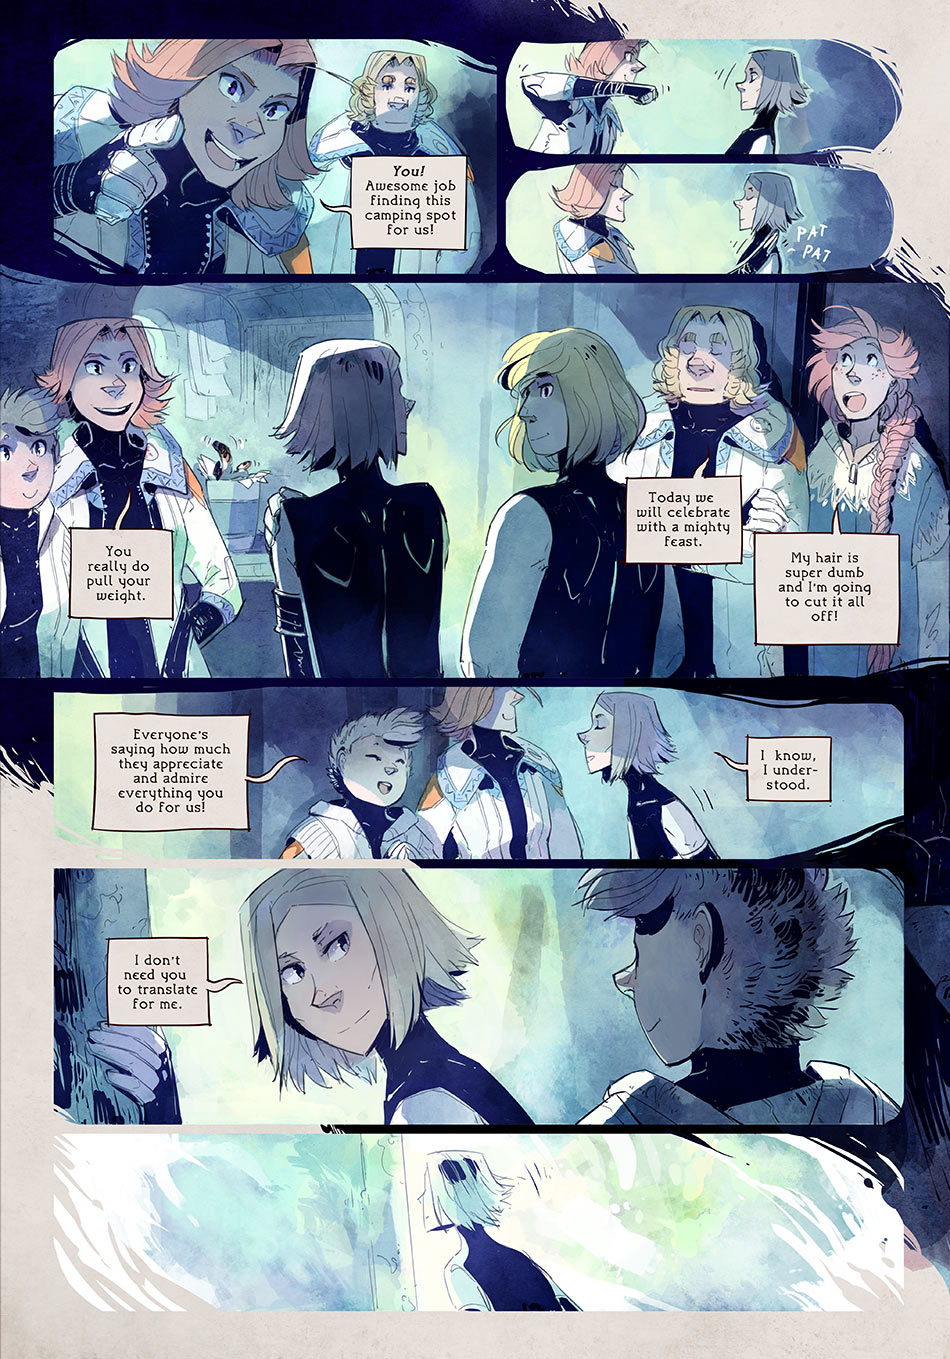 You!
Awesome job
finding this
camping spot
for us!
PAT
PAT
You
really do
pull your
weight.
Today we
will celebrate
with a mighty
feast.
My hair is
super dumb
and I'm going
to cut it all
off!
Everyone's
saying how much
they appreciate
and admire
everything you
do for us!
I know,
I under-
stood.
I don't
need you
to translate
for me.